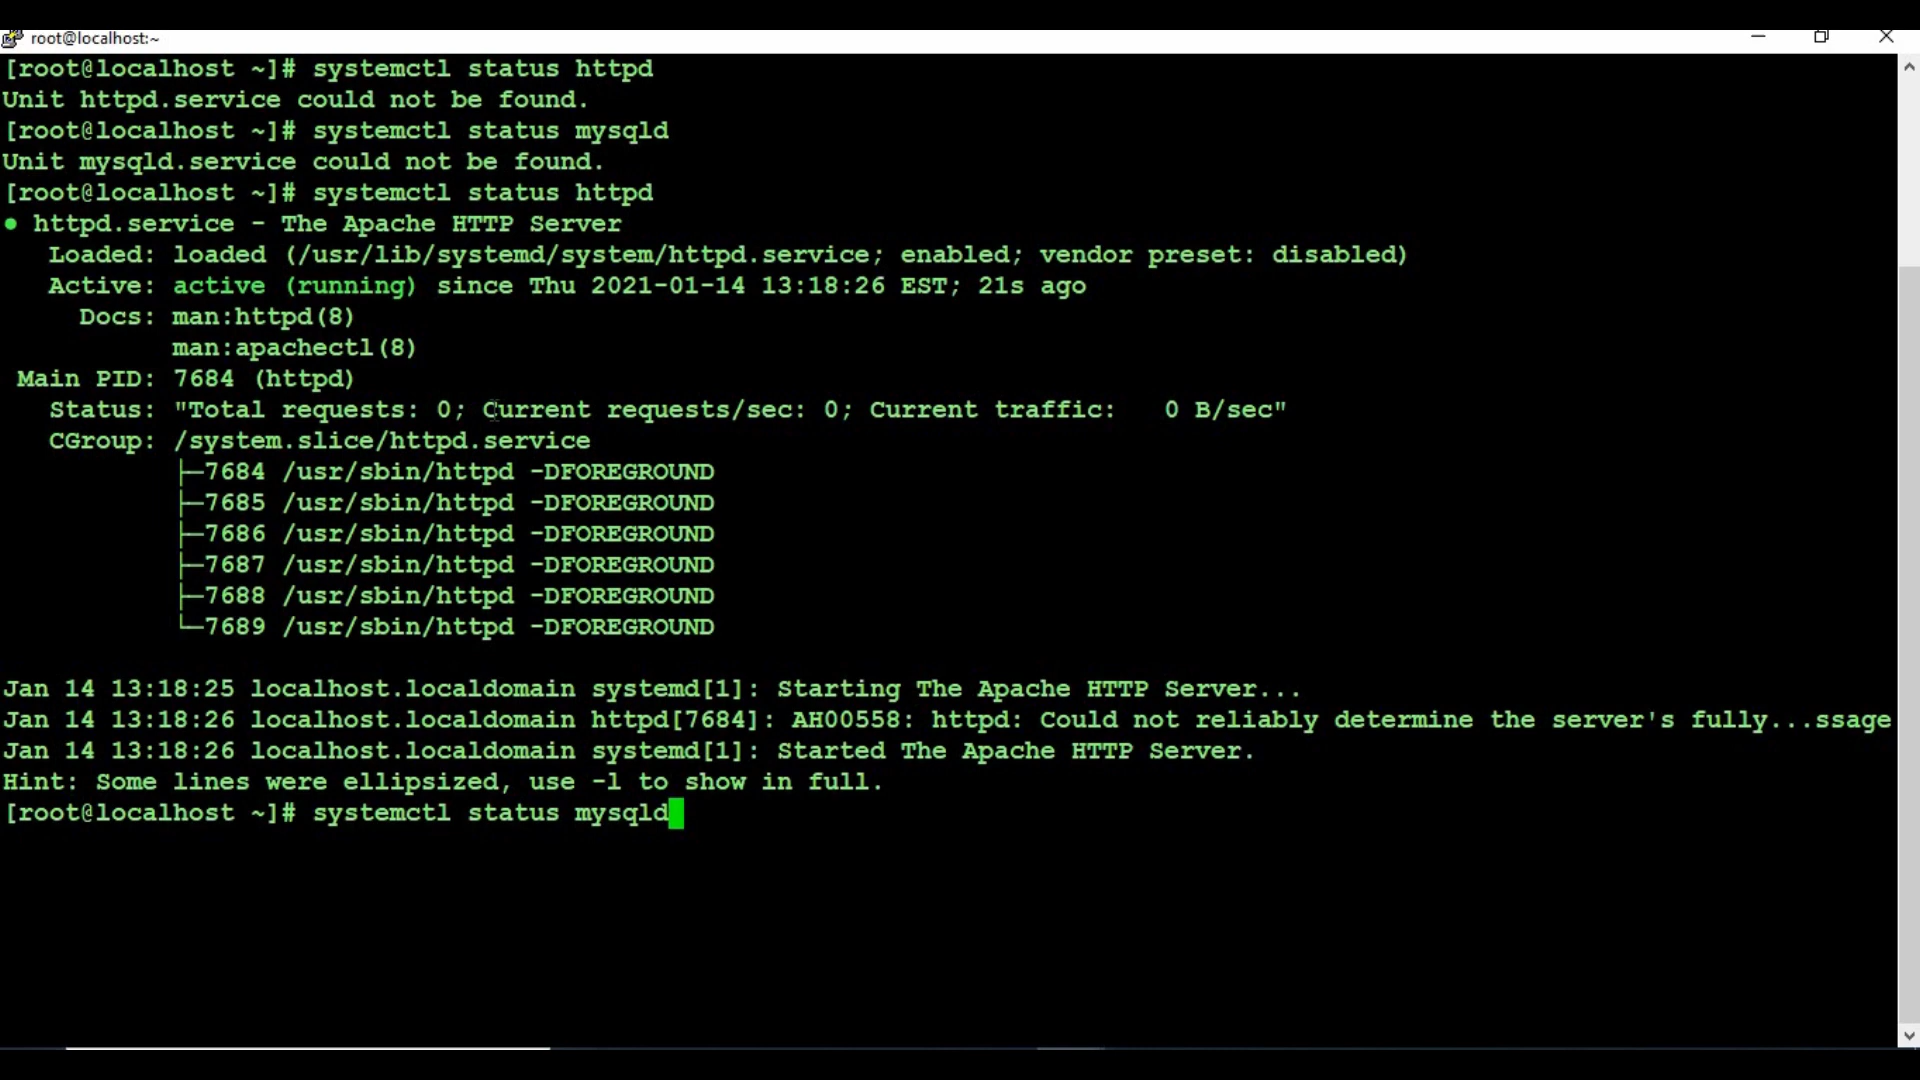 root@localhost:~
[root@localhost ~]# systemctl status httpd
Unit httpd.service could not be found.
[root@localhost ~]# systemctl status mysqld
Unit mysqld.service could not be found.
[root@localhost ~]# systemctl status httpd
● httpd.service - The Apache HTTP Server
   Loaded: loaded (/usr/lib/systemd/system/httpd.service; enabled; vendor preset: disabled)
   Active: active (running) since Thu 2021-01-14 13:18:26 EST; 21s ago
     Docs: man:httpd(8)
           man:apachectl(8)
 Main PID: 7684 (httpd)
   Status: "Total requests: 0; Current requests/sec: 0; Current traffic:   0 B/sec"
   CGroup: /system.slice/httpd.service
           ├─7684 /usr/sbin/httpd -DFOREGROUND
           ├─7685 /usr/sbin/httpd -DFOREGROUND
           ├─7686 /usr/sbin/httpd -DFOREGROUND
           ├─7687 /usr/sbin/httpd -DFOREGROUND
           ├─7688 /usr/sbin/httpd -DFOREGROUND
           └─7689 /usr/sbin/httpd -DFOREGROUND
Jan 14 13:18:25 localhost.localdomain systemd[1]: Starting The Apache HTTP Server...
Jan 14 13:18:26 localhost.localdomain httpd[7684]: AH00558: httpd: Could not reliably determine the server's fully...ssage
Jan 14 13:18:26 localhost.localdomain systemd[1]: Started The Apache HTTP Server.
Hint: Some lines were ellipsized, use -l to show in full.
[root@localhost ~]# systemctl status mysqld